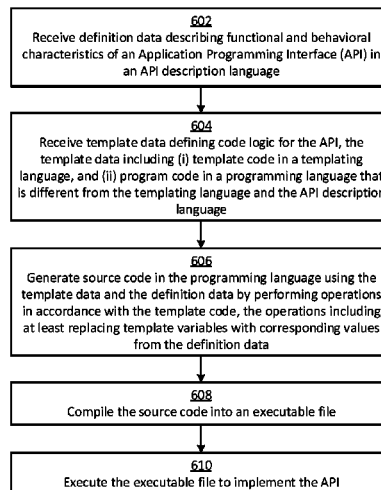 602
Receive definition data describing functional and behavioral
characteristics of an Application Programming Interface (API) in
an API description language
604
Receive template data defining code logic for the API, the
template data including (i) template code in a templating
language, and (ii) program code in a programming language that
is different from the templating language and the API description
language
606
Generate source code in the programming language using the
template data and the definition data by performing operations
in accordance with the template code, the operations including
at least replacing template variables with corresponding values
from the definition data
608
Compile the source code into an executable file
610
Execute the executable file to implement the API